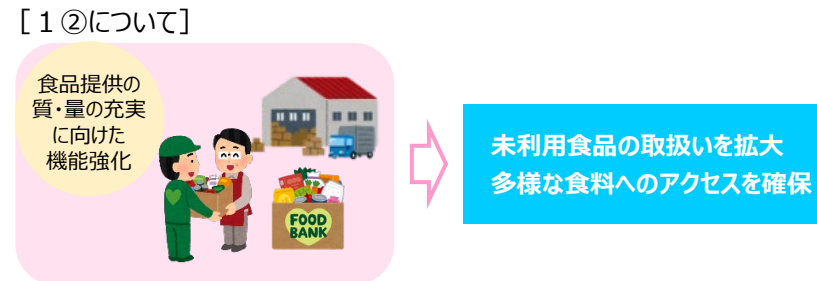 [１②について]
食品提供の
質・量の充実
に向けた
機能強化
FOOD
BANK
未利用食品の取扱いを拡大
多様な食料へのアクセスを確保